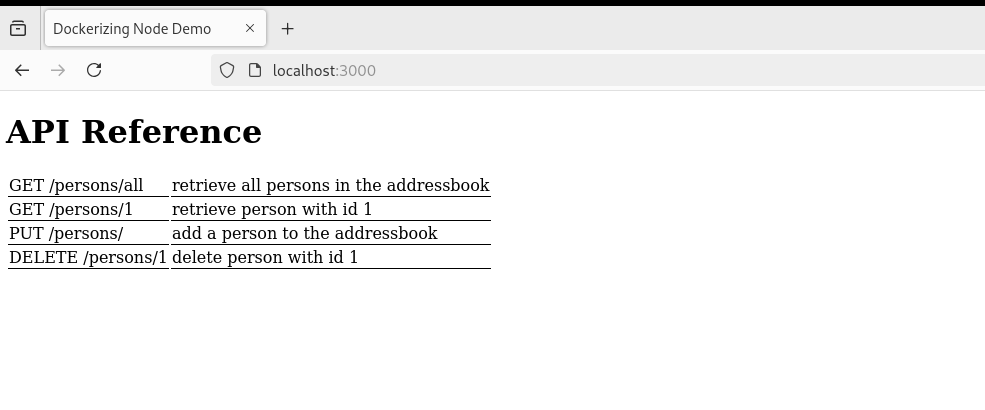 Dockerizing Node Demo
localhost:3000
API Reference
GET /persons/all retrieve all persons in the addressbook
GET /persons/1 retrieve person with id 1
PUT /persons/ add a person to the addressbook
DELETE /persons/1 delete person with id 1